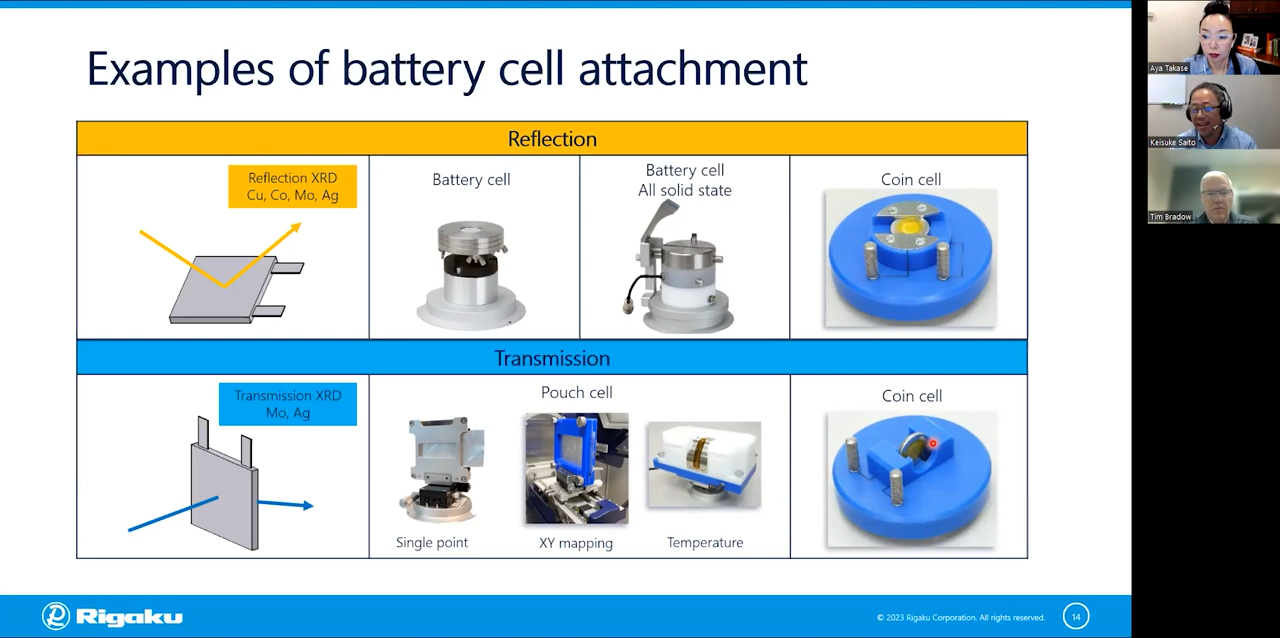 Examples of battery cell attachment
Reflection
Reflection XRD
Cu, Co, Mo, Ag
Battery cell
Battery cell
All solid state
Coin cell
Transmission
Transmission XRD
Mo, Ag
Pouch cell
Single point
XY mapping
Temperature
Coin cell
Rigaku
© 2023 Rigaku Corporation. All rights reserved.
14
Aya Takase
Keisuke Saito
Tim Bradow